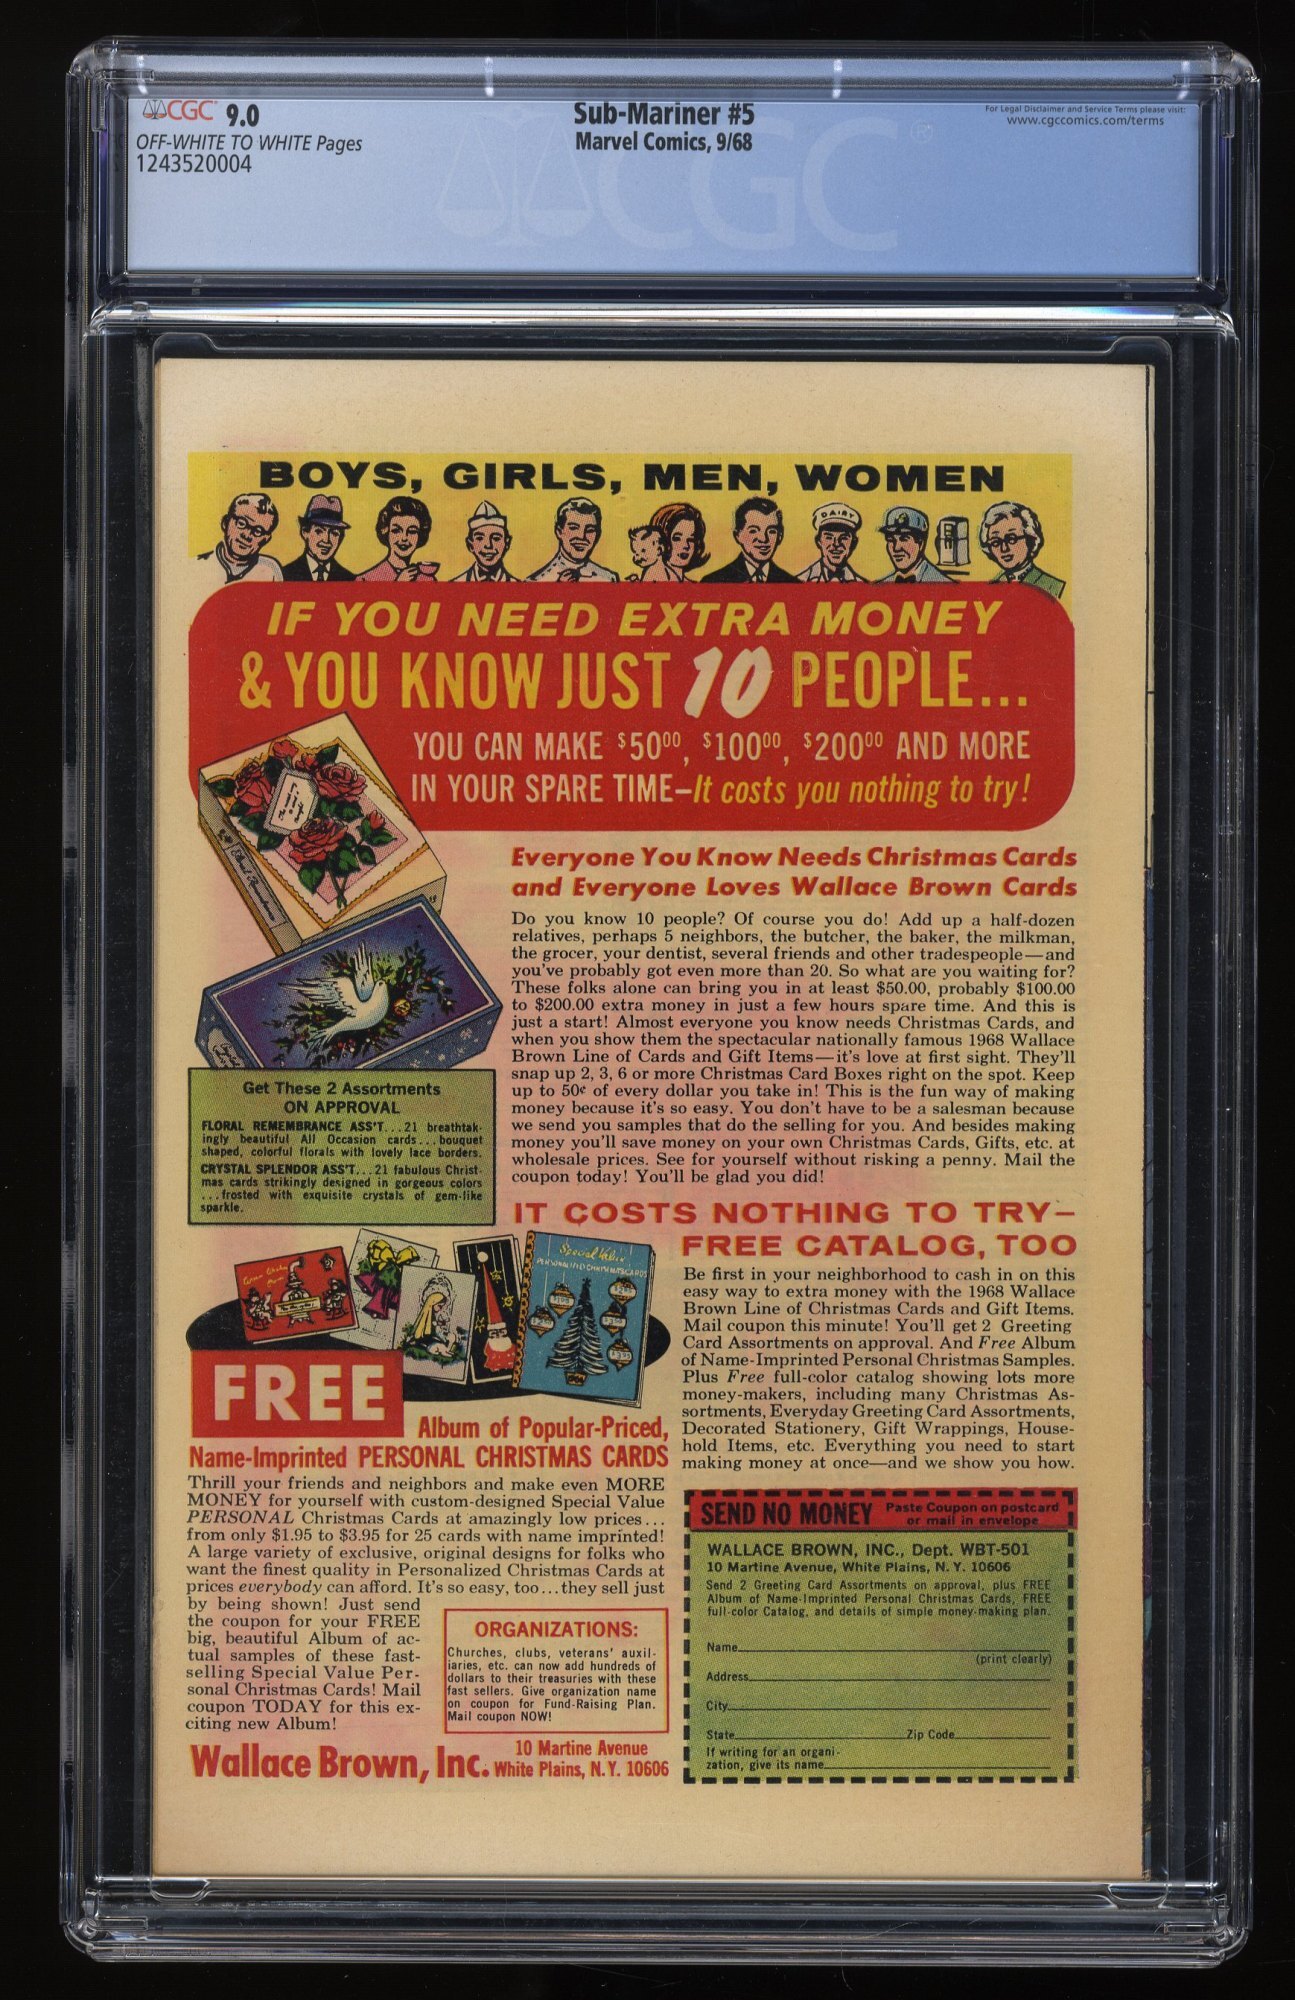 CGC 9.0
OFF-WHITE TO WHITE Pages
1243520004
Sub-Mariner #5
Marvel Comics, 9/68
For Legal Disclaimer and Service Terms please visit:
www.cgccomics.com/terms
CGC
BOYS, GIRLS, MEN, WOMEN
DAIRY
IF YOU NEED EXTRA MONEY
& YOU KNOW JUST 10 PEOPLE...
YOU CAN MAKE $50⁰⁰, $100⁰⁰, $200⁰⁰ AND MORE
IN YOUR SPARE TIME—It costs you nothing to try!
Everyone You Know Needs Christmas Cards
and Everyone Loves Wallace Brown Cards
Do you know 10 people? Of course you do! Add up a half-dozen
relatives, perhaps 5 neighbors, the butcher, the baker, the milkman,
the grocer, your dentist, several friends and other tradespeople—and
you've probably got even more than 20. So what are you waiting for?
These folks alone can bring you in at least $50.00, probably $100.00
to $200.00 extra money in just a few hours spare time. And this is
just a start! Almost everyone you know needs Christmas Cards, and
when you show them the spectacular nationally famous 1968 Wallace
Brown Line of Cards and Gift Items—it's love at first sight. They'll
snap up 2, 3, 6 or more Christmas Card Boxes right on the spot. Keep
up to 50¢ of every dollar you take in! This is the fun way of making
money because it's so easy. You don't have to be a salesman because
we send you samples that do the selling for you. And besides making
money you'll save money on your own Christmas Cards, Gifts, etc. at
wholesale prices. See for yourself without risking a penny. Mail the
coupon today! You'll be glad you did!
Get These 2 Assortments
ON APPROVAL
FLORAL REMEMBRANCE ASS'T...21 breathtak-
ingly beautiful All Occasion cards...bouquet
shaped, colorful florals with lovely lace borders.
CRYSTAL SPLENDOR ASS'T...21 fabulous Christ-
mas cards strikingly designed in gorgeous colors
...frosted with exquisite crystals of gem-like
sparkle.
IT COSTS NOTHING TO TRY—
FREE CATALOG, TOO
Be first in your neighborhood to cash in on this
easy way to extra money with the 1968 Wallace
Brown Line of Christmas Cards and Gift Items.
Mail coupon this minute! You'll get 2 Greeting
Card Assortments on approval. And Free Album
of Name-Imprinted Personal Christmas Samples.
Plus Free full-color catalog showing lots more
money-makers, including many Christmas As-
sortments, Everyday Greeting Card Assortments,
Decorated Stationery, Gift Wrappings, House-
hold Items, etc. Everything you need to start
making money at once—and we show you how.
Special Value
PERSONALIZED CHRISTMAS CARDS
FREE
Album of Popular-Priced,
Name-Imprinted PERSONAL CHRISTMAS CARDS
Thrill your friends and neighbors and make even MORE
MONEY for yourself with custom-designed Special Value
PERSONAL Christmas Cards at amazingly low prices...
from only $1.95 to $3.95 for 25 cards with name imprinted!
A large variety of exclusive, original designs for folks who
want the finest quality in Personalized Christmas Cards at
prices everybody can afford. It's so easy, too...they sell just
by being shown! Just send
the coupon for your FREE
big, beautiful Album of ac-
tual samples of these fast-
selling Special Value Per-
sonal Christmas Cards! Mail
coupon TODAY for this ex-
citing new Album!
ORGANIZATIONS:
Churches, clubs, veterans' auxil-
iaries, etc. can now add hundreds of
dollars to their treasuries with these
fast sellers. Give organization name
on coupon for Fund-Raising Plan.
Mail coupon NOW!
Wallace Brown, Inc. 10 Martine Avenue
White Plains, N.Y. 10606
SEND NO MONEY Paste Coupon on postcard
or mail in envelope
WALLACE BROWN, INC., Dept. WBT-501
10 Martine Avenue, White Plains, N. Y. 10606
Send 2 Greeting Card Assortments on approval, plus FREE
Album of Name-Imprinted Personal Christmas Cards, FREE
full-color Catalog, and details of simple money-making plan.
Name
(print clearly)
Address
City
State Zip Code
If writing for an organi-
zation, give its name